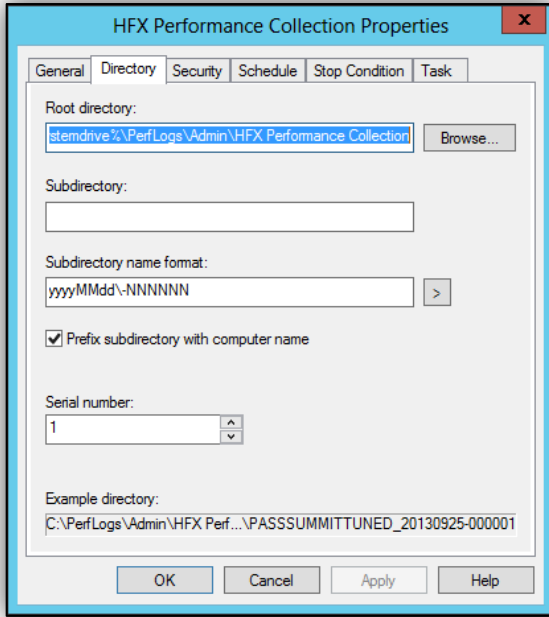 HFX Performance Collection Properties
x
General Directory Security Schedule Stop Condition Task
Root directory:
stemdrive%\PerfLogs\Admin\HFX Performance Collection
Browse...
Subdirectory:
Subdirectory name format:
yyyyMMdd\-NNNNNN
>
Prefix subdirectory with computer name
Serial number:
1
Example directory:
C:\PerfLogs\Admin\HFX Perf...\PASSSUMMITTUNED_20130925-000001
OK Cancel Apply Help